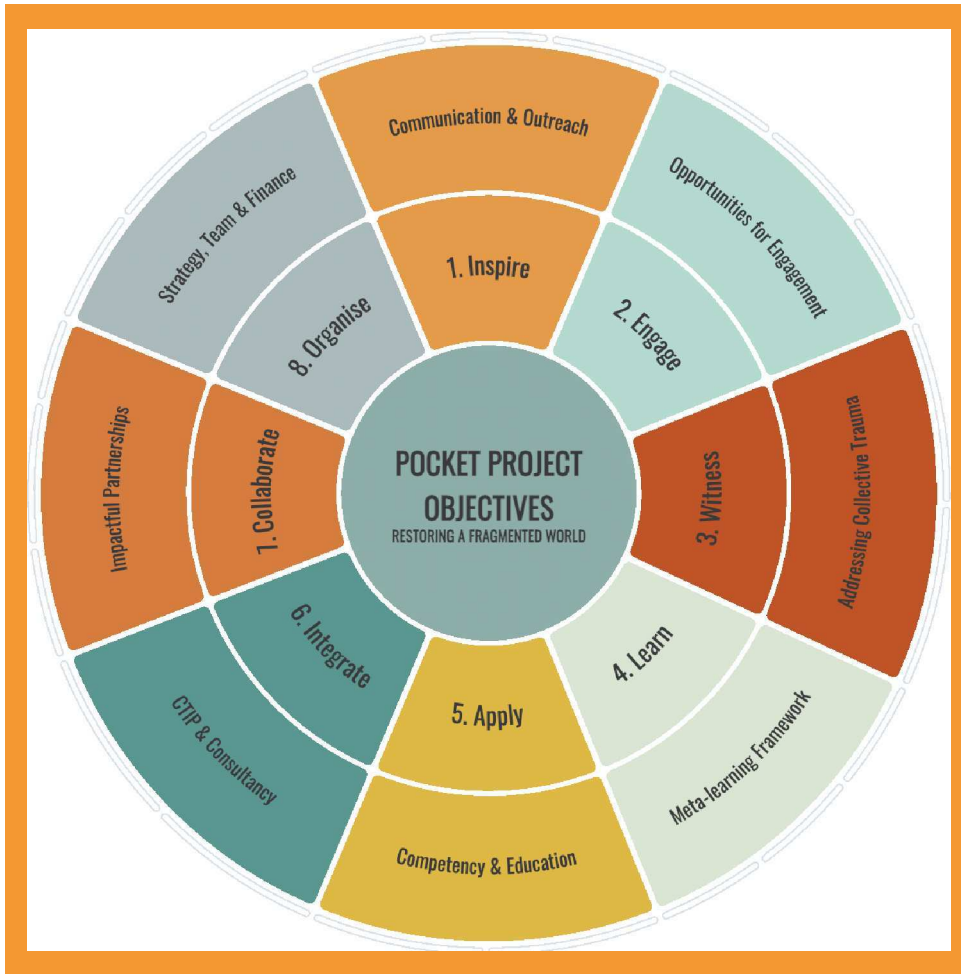 POCKET PROJECT
OBJECTIVES
RESTORING A FRAGMENTED WORLD
Communication & Outreach
1. Inspire
Opportunities for Engagement
2. Engage
Addressing Collective Trauma
3. Witness
Meta-learning Framework
4. Learn
Competency & Education
5. Apply
CTIP & Consultancy
6. Integrate
Impactful Partnerships
7. Collaborate
Strategy, Team & Finance
8. Organise